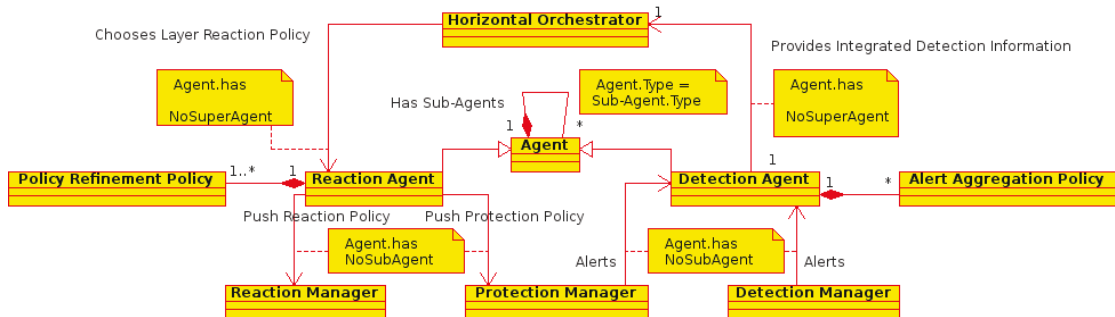 Horizontal Orchestrator
1
Chooses Layer Reaction Policy
Provides Integrated Detection Information
Agent.has
NoSuperAgent
Has Sub-Agents
Agent.Type =
Sub-Agent.Type
Agent.has
NoSuperAgent
1
*
Agent
1
Policy Refinement Policy
1..*
1
Reaction Agent
Detection Agent
1
*
Alert Aggregation Policy
Push Reaction Policy
Push Protection Policy
Agent.has
NoSubAgent
Alerts
Agent.has
NoSubAgent
Alerts
Reaction Manager
Protection Manager
Detection Manager